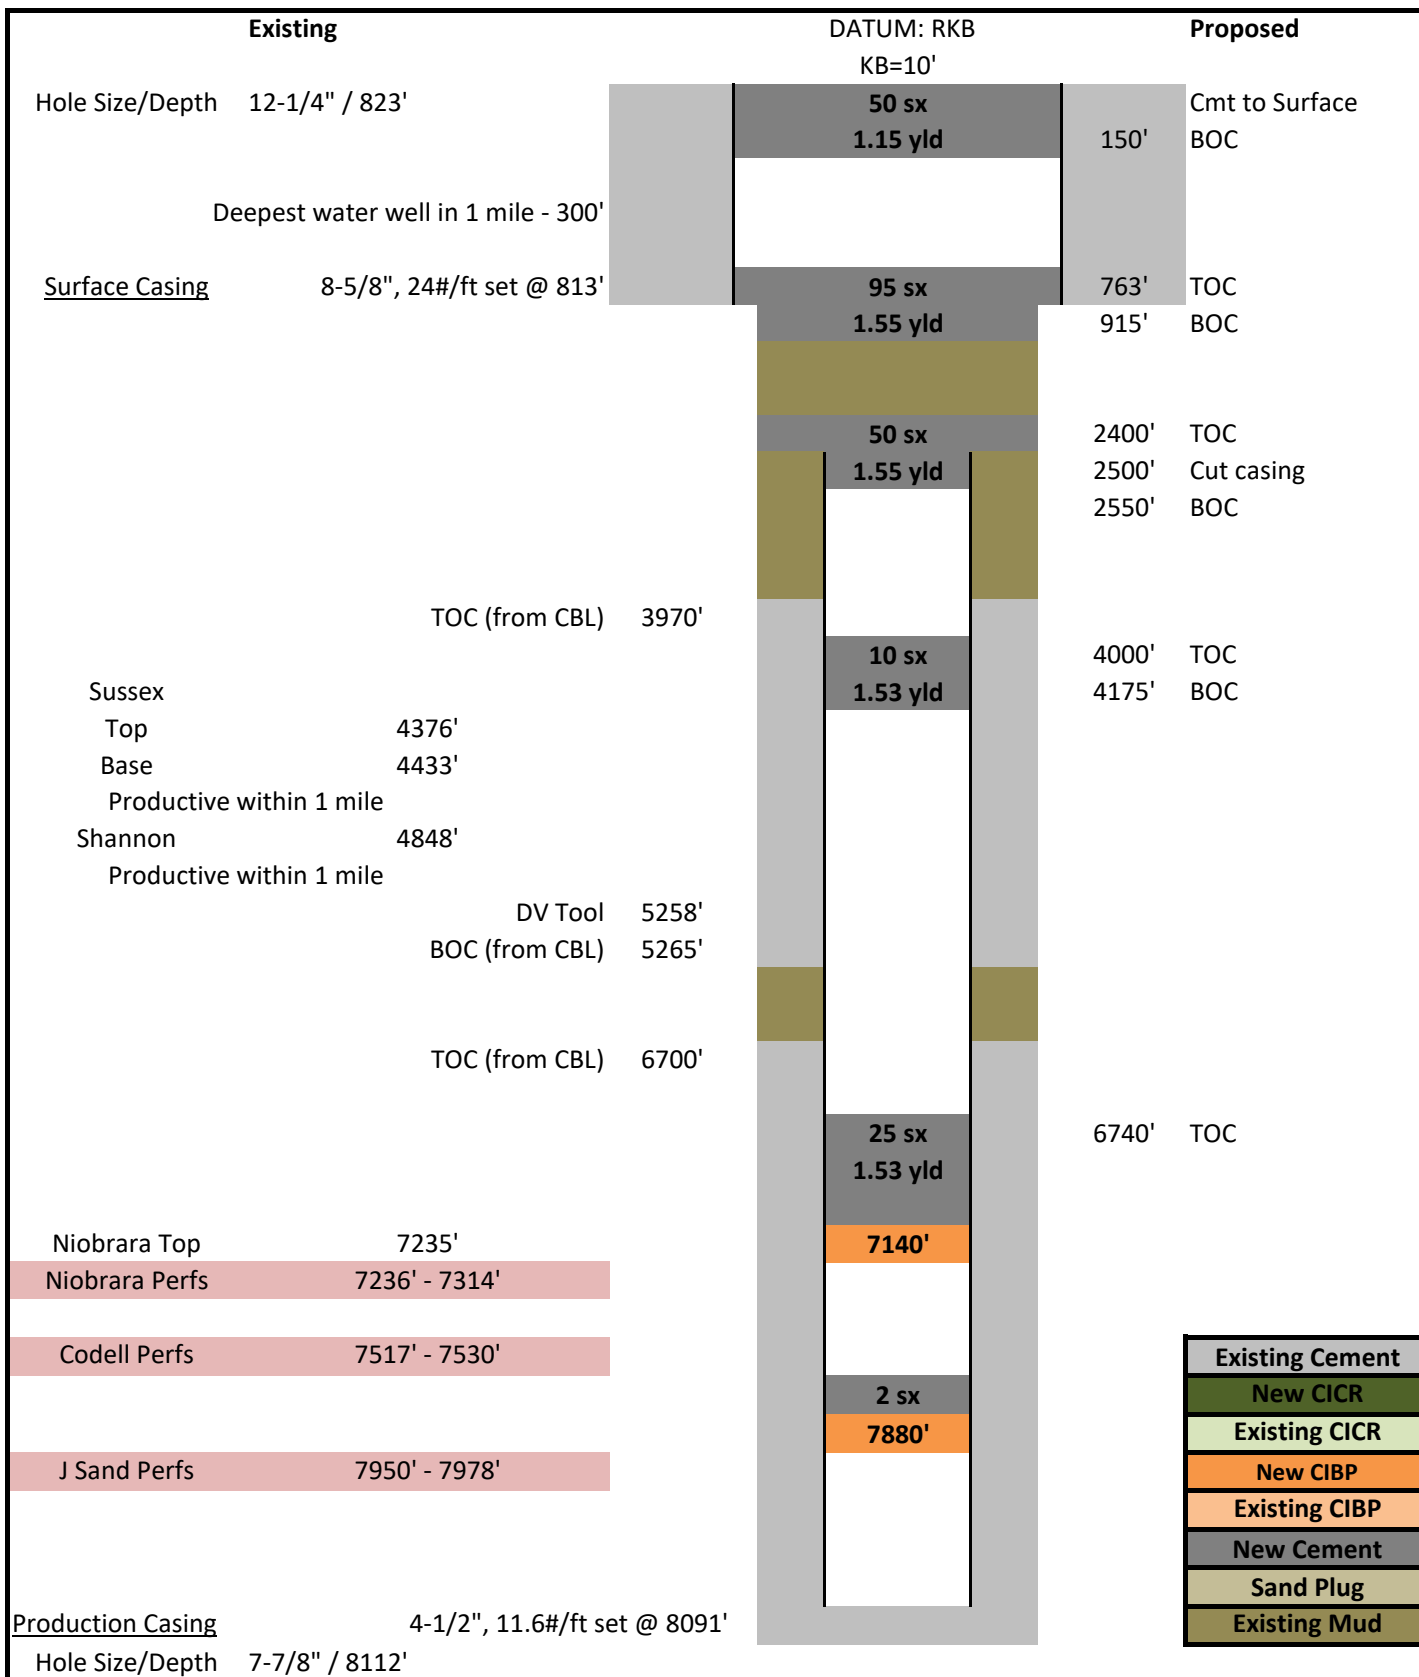 Existing DATUM: RKB Proposed
KB=10'
Hole Size/Depth 12-1/4" / 823' 50 sx Cmt to Surface
1.15 yld 150' BOC
Deepest water well in 1 mile - 300'
Surface Casing 8-5/8", 24#/ft set @ 813' 95 sx 763' TOC
1.55 yld 915' BOC
50 sx 2400' TOC
1.55 yld 2500' Cut casing
2550' BOC
TOC (from CBL) 3970'
10 sx 4000' TOC
Sussex 1.53 yld 4175' BOC
Top 4376'
Base 4433'
Productive within 1 mile
Shannon 4848'
Productive within 1 mile
DV Tool 5258'
BOC (from CBL) 5265'
TOC (from CBL) 6700'
25 sx 6740' TOC
1.53 yld
Niobrara Top 7235' 7140'
Niobrara Perfs 7236' - 7314'
Codell Perfs 7517' - 7530' Existing Cement
2 sx New CICR
7880' Existing CICR
J Sand Perfs 7950' - 7978' New CIBP
Existing CIBP
New Cement
Sand Plug
Production Casing 4-1/2", 11.6#/ft set @ 8091' Existing Mud
Hole Size/Depth 7-7/8" / 8112'